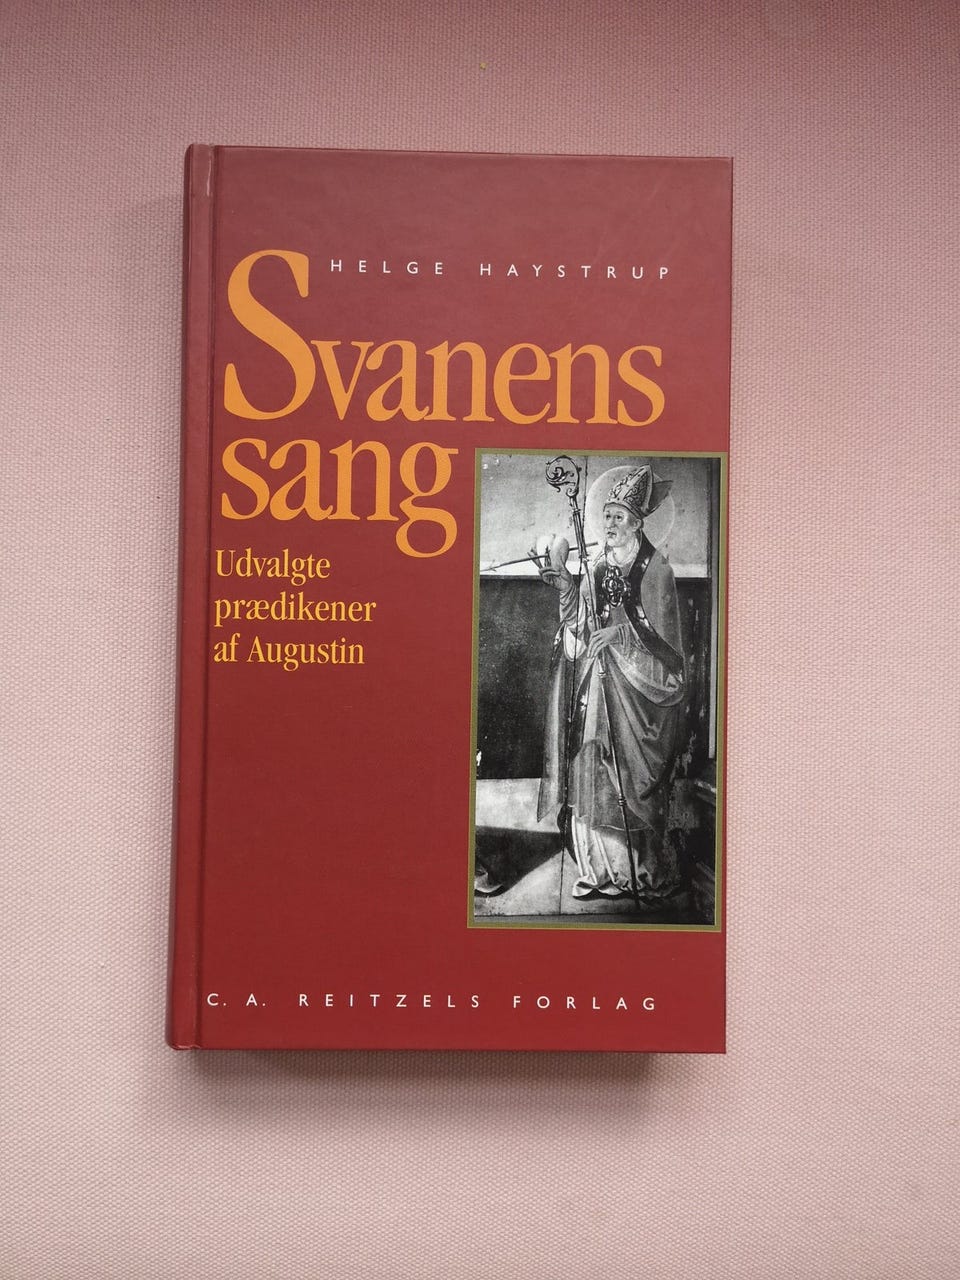 HELGE HAYSTRUP
Svanens
sang
Udvalgte
prædikener
af Augustin
C. A. REITZELS FORLAG